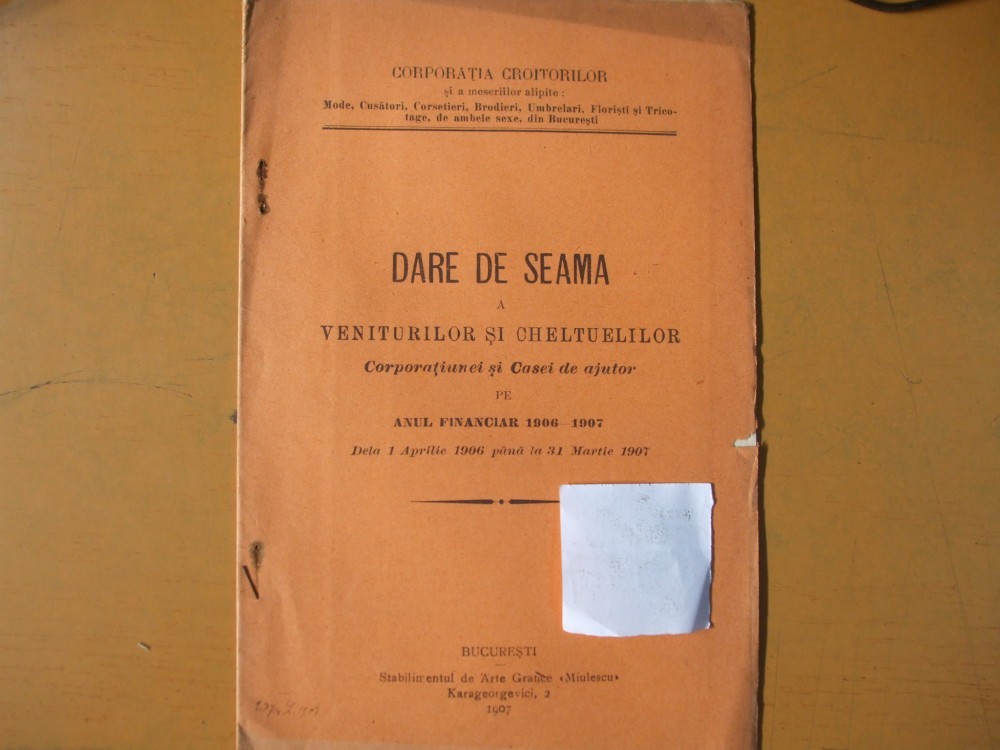 CORPORAȚIA CROITORILOR
și a meseriilor alipite :
Mode, Cusători, Corsetieri, Brodieri, Umbrelari, Floriști și Trico-
tage, de ambele sexe, din București
DARE DE SEAMA
A
VENITURILOR ȘI CHELTUELILOR
Corporațiunei și Casei de ajutor
PE
ANUL FINANCIAR 1906—1907
Dela 1 Aprilie 1906 până la 31 Martie 1907
BUCUREȘTI
Stabilimentul de Arte Grafice «Miulescu»
Karageorgevici, 2
1907